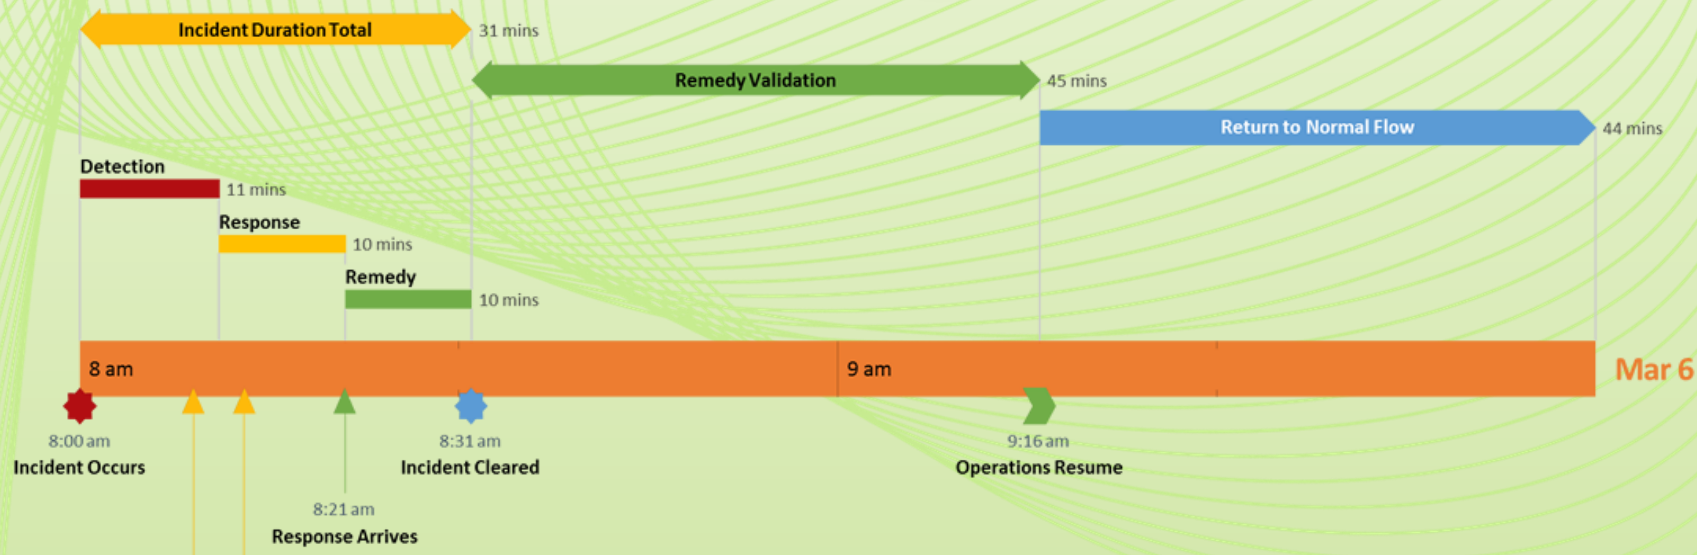 Incident Duration Total 31 mins
Remedy Validation 45 mins
Return to Normal Flow 44 mins
Detection
11 mins
Response
10 mins
Remedy
10 mins
8 am 9 am Mar 6
8:00 am 8:31 am 9:16 am
Incident Occurs Incident Cleared Operations Resume
8:21 am
Response Arrives